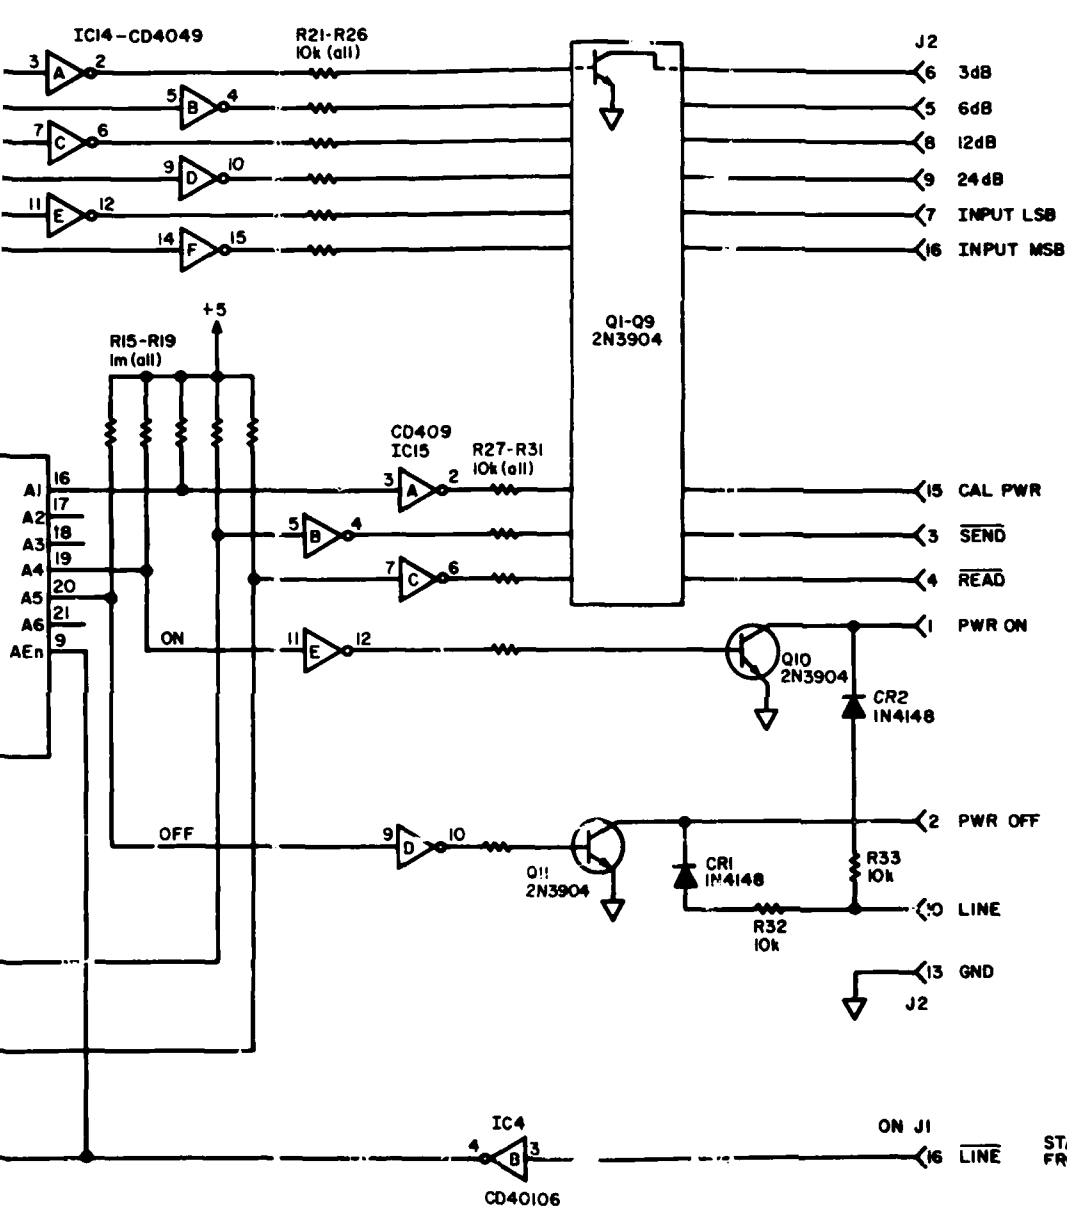 IC14-CD4049
R21-R26
10k (all)
J2
3 A 2
6 3dB
5 B 4
5 6dB
7 C 6
8 12dB
9 D 10
9 24dB
11 E 12
7 INPUT LSB
14 F 15
16 INPUT MSB
+5
Q1-Q9
2N3904
R15-R19
1m (all)
CD409
IC15
R27-R31
10k (all)
A1 16
3 A 2
15 CAL PWR
A2 17
A3 18
5 B 4
3 SEND
A4 19
7 C 6
4 READ
A5 20
A6 21
1 PWR ON
AEn 9
ON
11 E 12
Q10
2N3904
CR2
1N4148
OFF
9 D 10
2 PWR OFF
Q11
2N3904
CR1
1N4148
R33
10k
10 LINE
R32
10k
13 GND
J2
IC4
ON J1
4 B 3
16 LINE
CD40106